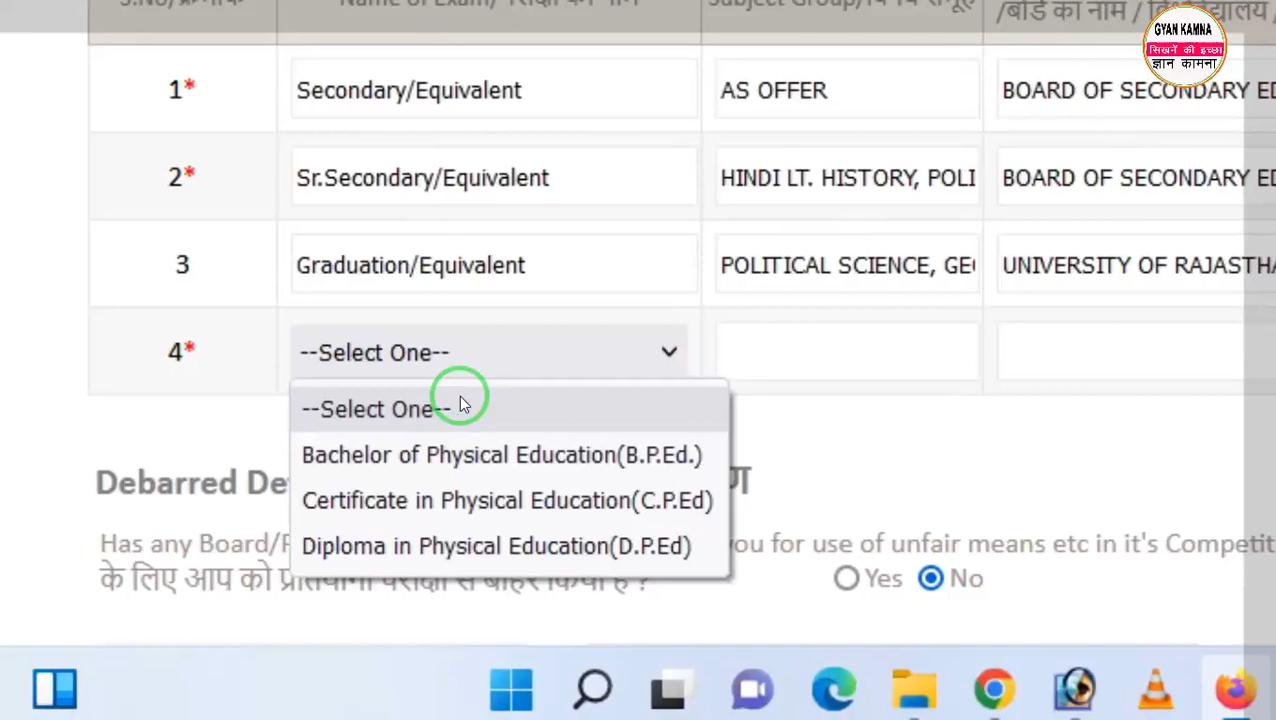 GYAN KAMNA
सिखनें की इच्छा
ज्ञान कामना
1* Secondary/Equivalent AS OFFER BOARD OF SECONDARY ED
2* Sr.Secondary/Equivalent HINDI LT. HISTORY, POLI BOARD OF SECONDARY ED
3 Graduation/Equivalent POLITICAL SCIENCE, GEO UNIVERSITY OF RAJASTHA
4* --Select One--
--Select One--
Bachelor of Physical Education(B.P.Ed.)
Certificate in Physical Education(C.P.Ed)
Diploma in Physical Education(D.P.Ed)
Debarred De
Has any Board/ you for use of unfair means etc in it's Competit
के लिए आप को बाहर किया है ?
Yes No